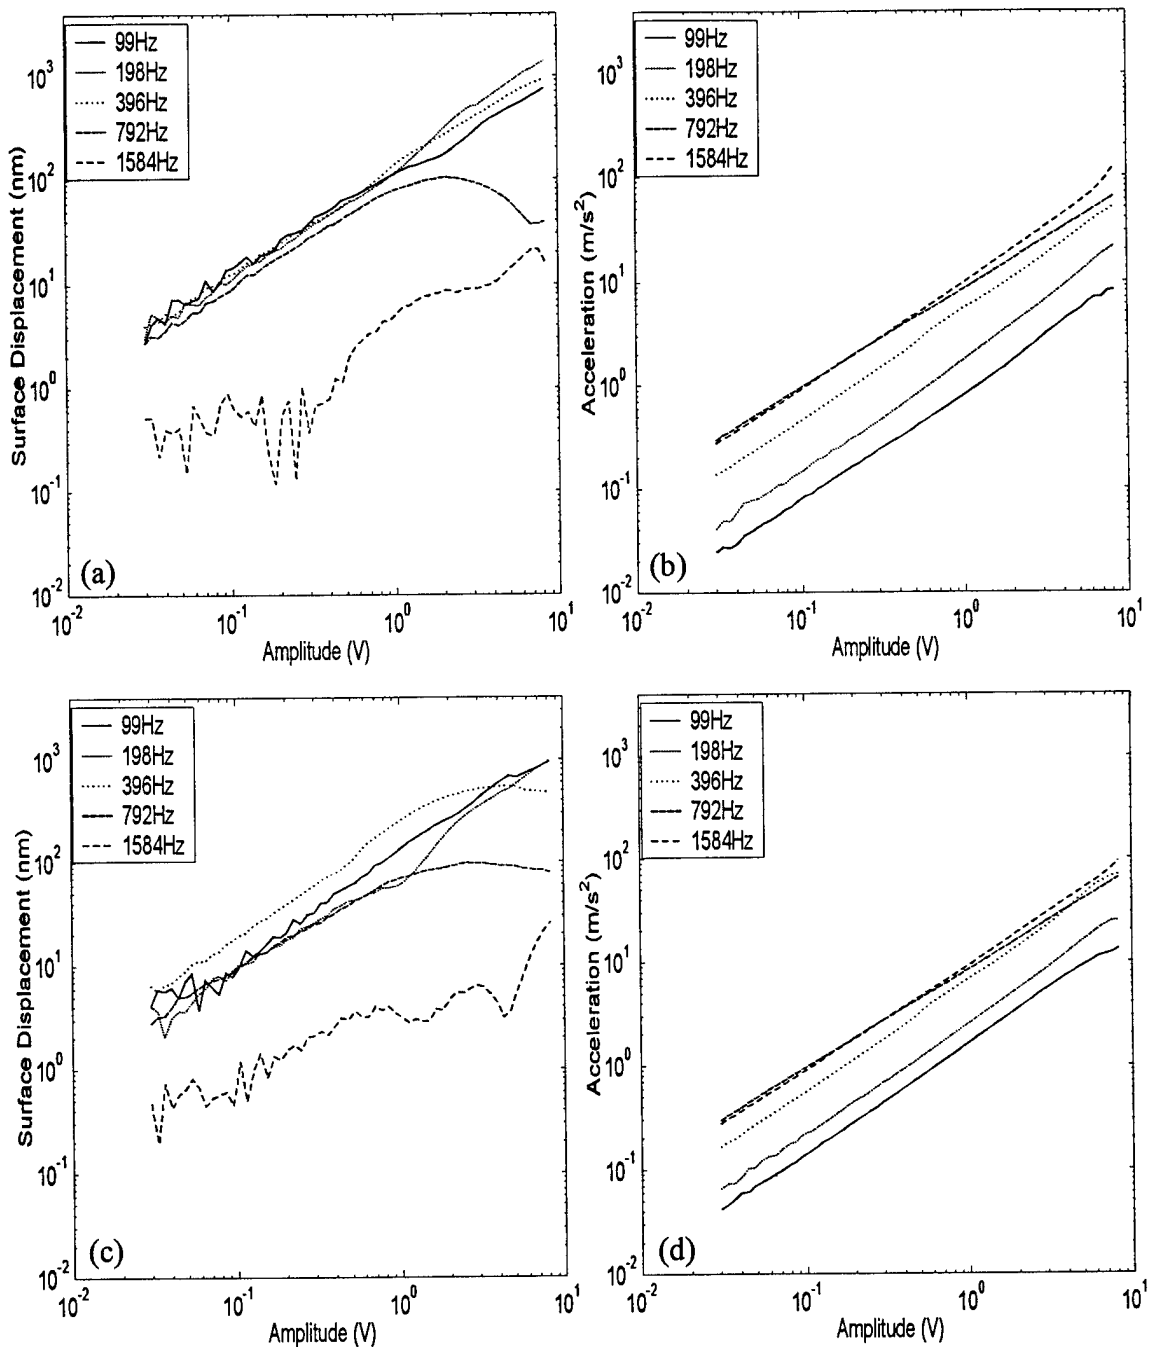 99Hz
198Hz
396Hz
792Hz
1584Hz
Surface Displacement (nm)
10^3
10^2
10^1
10^0
10^-1
10^-2
(a)
10^-2
10^-1
10^0
10^1
Amplitude (V)
99Hz
198Hz
396Hz
792Hz
1584Hz
Acceleration (m/s^2)
10^3
10^2
10^1
10^0
10^-1
10^-2
(b)
10^-2
10^-1
10^0
10^1
Amplitude (V)
99Hz
198Hz
396Hz
792Hz
1584Hz
Surface Displacement (nm)
10^3
10^2
10^1
10^0
10^-1
10^-2
(c)
10^-2
10^-1
10^0
10^1
Amplitude (V)
99Hz
198Hz
396Hz
792Hz
1584Hz
Acceleration (m/s^2)
10^3
10^2
10^1
10^0
10^-1
10^-2
(d)
10^-2
10^-1
10^0
10^1
Amplitude (V)